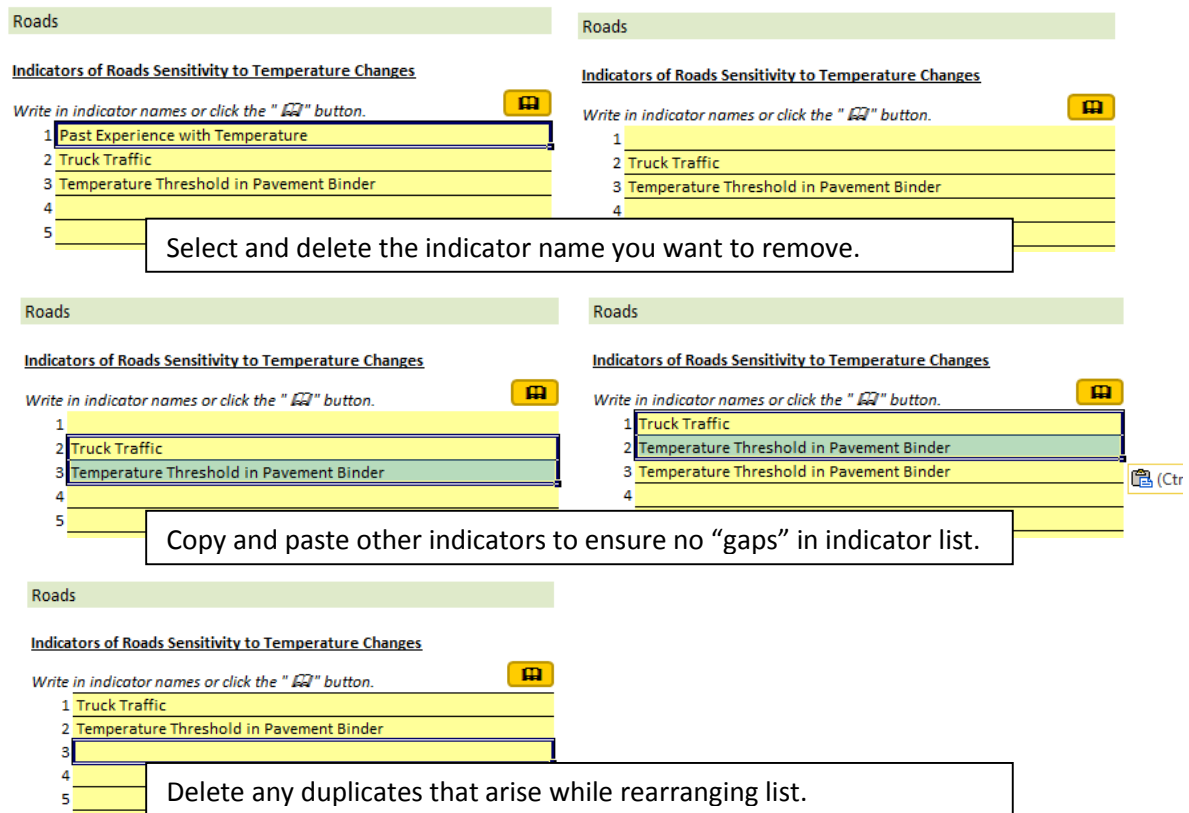 Roads
Indicators of Roads Sensitivity to Temperature Changes
Write in indicator names or click the " 🕮" button.
1 Past Experience with Temperature
2 Truck Traffic
3 Temperature Threshold in Pavement Binder
4
5
Roads
Indicators of Roads Sensitivity to Temperature Changes
Write in indicator names or click the " 🕮" button.
1
2 Truck Traffic
3 Temperature Threshold in Pavement Binder
4
Select and delete the indicator name you want to remove.
Roads
Indicators of Roads Sensitivity to Temperature Changes
Write in indicator names or click the " 🕮" button.
1
2 Truck Traffic
3 Temperature Threshold in Pavement Binder
4
5
Roads
Indicators of Roads Sensitivity to Temperature Changes
Write in indicator names or click the " 🕮" button.
1 Truck Traffic
2 Temperature Threshold in Pavement Binder
3 Temperature Threshold in Pavement Binder
4
(Ctr
Copy and paste other indicators to ensure no “gaps” in indicator list.
Roads
Indicators of Roads Sensitivity to Temperature Changes
Write in indicator names or click the " 🕮" button.
1 Truck Traffic
2 Temperature Threshold in Pavement Binder
3
4
5
Delete any duplicates that arise while rearranging list.